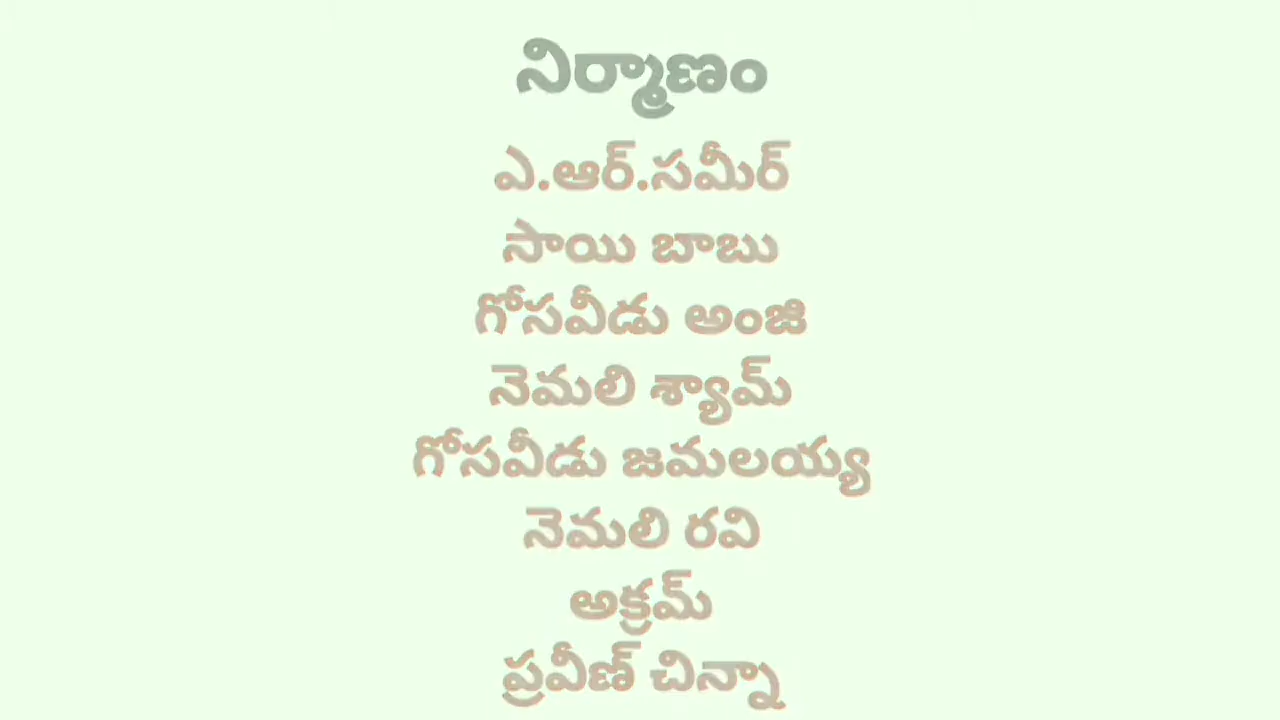 నిర్మాణం
ఎ.ఆర్.సమీర్
సాయి బాబు
గోసవీడు అంజి
నెమలి శ్యామ్
గోసవీడు జమలయ్య
నెమలి రవి
అక్రమ్
ప్రవీణ్ చిన్నా